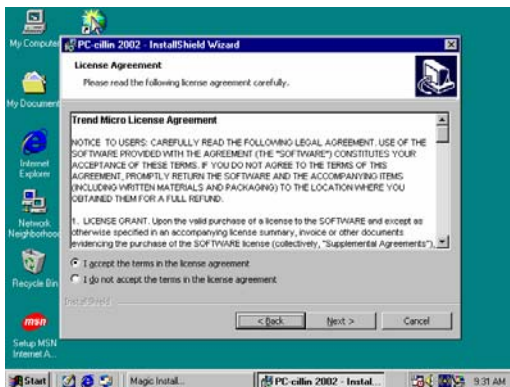 My Computer
PC-cillin 2002 - InstallShield Wizard
License Agreement
Please read the following license agreement carefully.
My Document
Trend Micro License Agreement
NOTICE TO USERS: CAREFULLY READ THE FOLLOWING LEGAL AGREEMENT. USE OF THE
SOFTWARE PROVIDED WITH THE AGREEMENT (THE "SOFTWARE") CONSTITUTES YOUR
ACCEPTANCE OF THESE TERMS. IF YOU DO NOT AGREE TO THE TERMS OF THIS
AGREEMENT, PROMPTLY RETURN THE SOFTWARE AND THE ACCOMPANYING ITEMS
(INCLUDING WRITTEN MATERIALS AND PACKAGING) TO THE LOCATION WHERE YOU
OBTAINED THEM FOR A FULL REFUND.
Internet
Explorer
1. LICENSE GRANT. Upon the valid purchase of a license to the SOFTWARE and except as
otherwise specified in an accompanying license summary, invoice or other documents
evidencing the purchase of the SOFTWARE license (collectively, "Supplemental Agreements"),
Network
Neighborhood
I accept the terms in the license agreement
I do not accept the terms in the license agreement
Recycle Bin
InstallShield
< Back
Next >
Cancel
msn
Setup MSN
Internet A...
Start
Magic Install...
PC-cillin 2002 - Instal...
9:31 AM